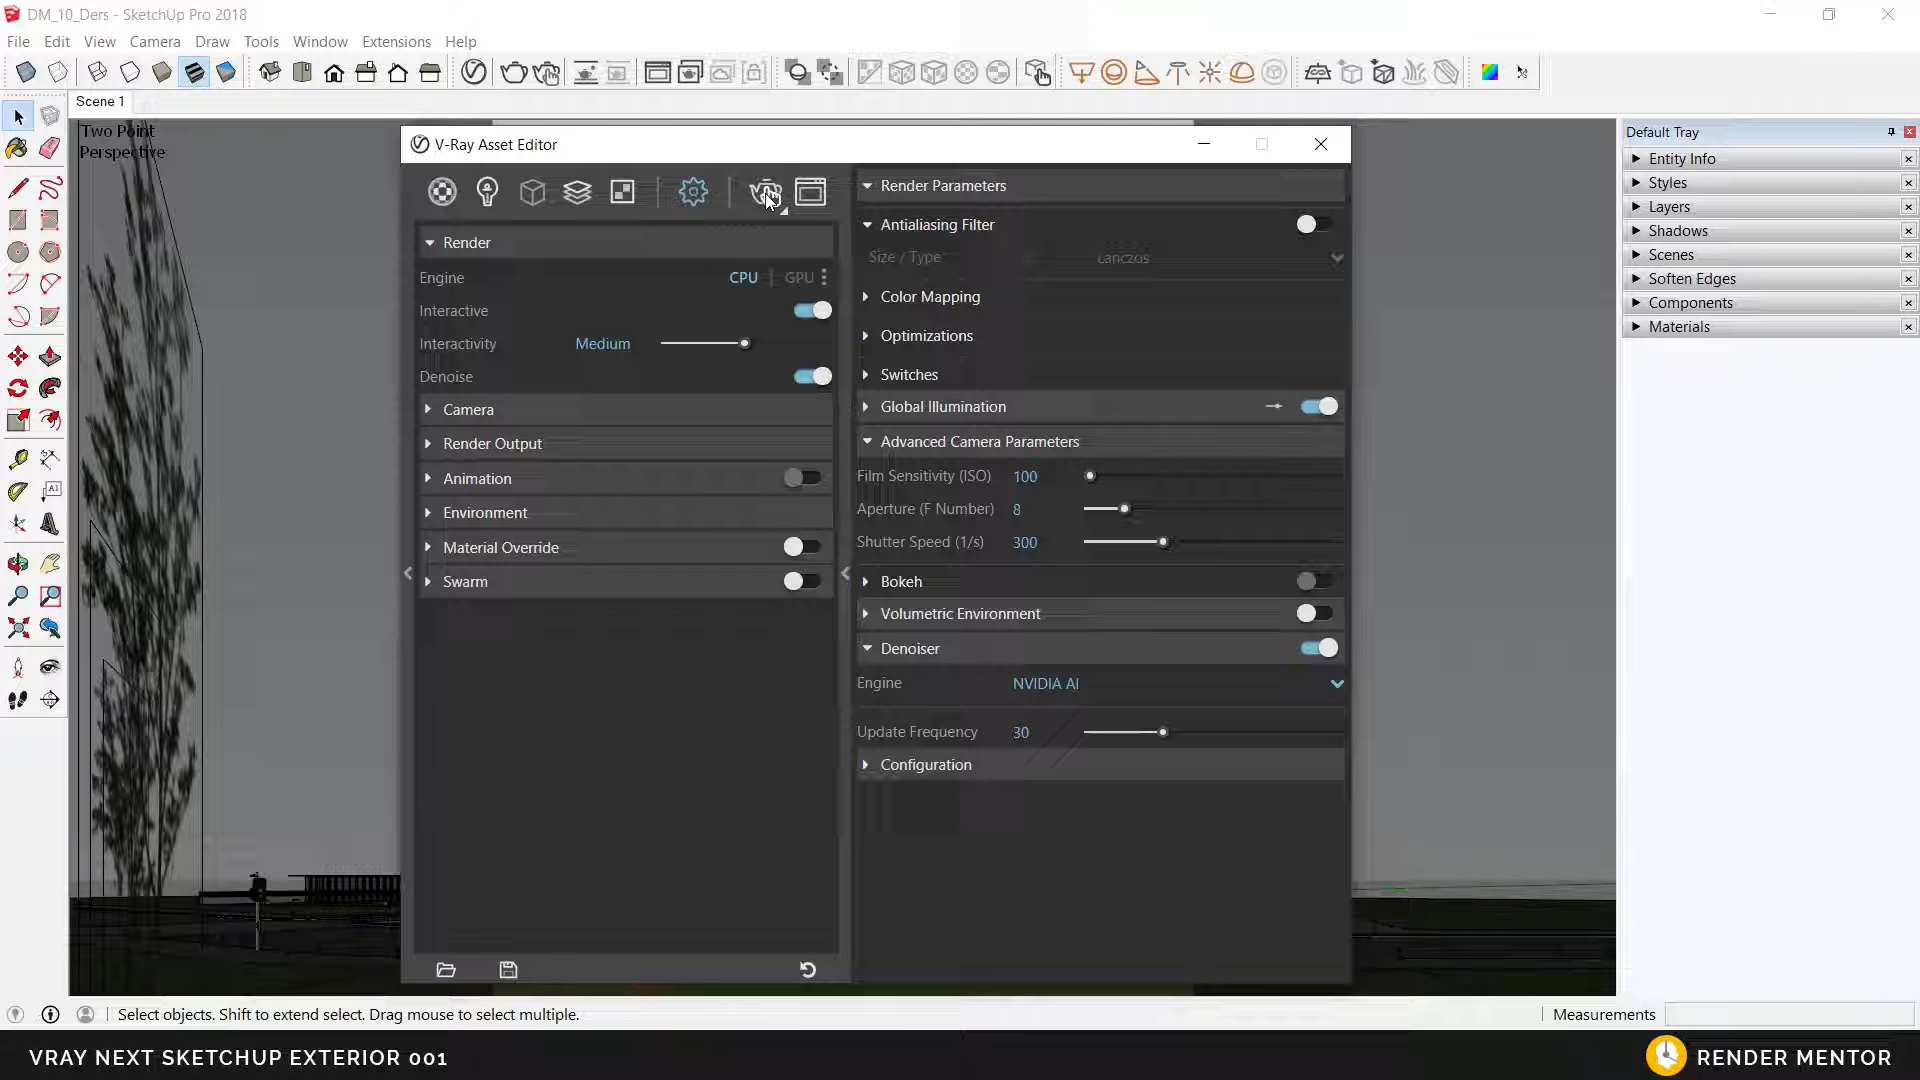 DM_10_Ders - SketchUp Pro 2018
File Edit View Camera Draw Tools Window Extensions Help
Scene 1
Two Point
Perspective
V-Ray Asset Editor
Render
Engine CPU GPU
Interactive
Interactivity Medium
Denoise
Camera
Render Output
Animation
Environment
Material Override
Swarm
Render Parameters
Antialiasing Filter
Size / Type Lanczos
Color Mapping
Optimizations
Switches
Global Illumination
Advanced Camera Parameters
Film Sensitivity (ISO) 100
Aperture (F Number) 8
Shutter Speed (1/s) 300
Bokeh
Volumetric Environment
Denoiser
Engine NVIDIA AI
Update Frequency 30
Configuration
Default Tray
Entity Info
Styles
Layers
Shadows
Scenes
Soften Edges
Components
Materials
Select objects. Shift to extend select. Drag mouse to select multiple.
Measurements
VRAY NEXT SKETCHUP EXTERIOR 001
RENDER MENTOR